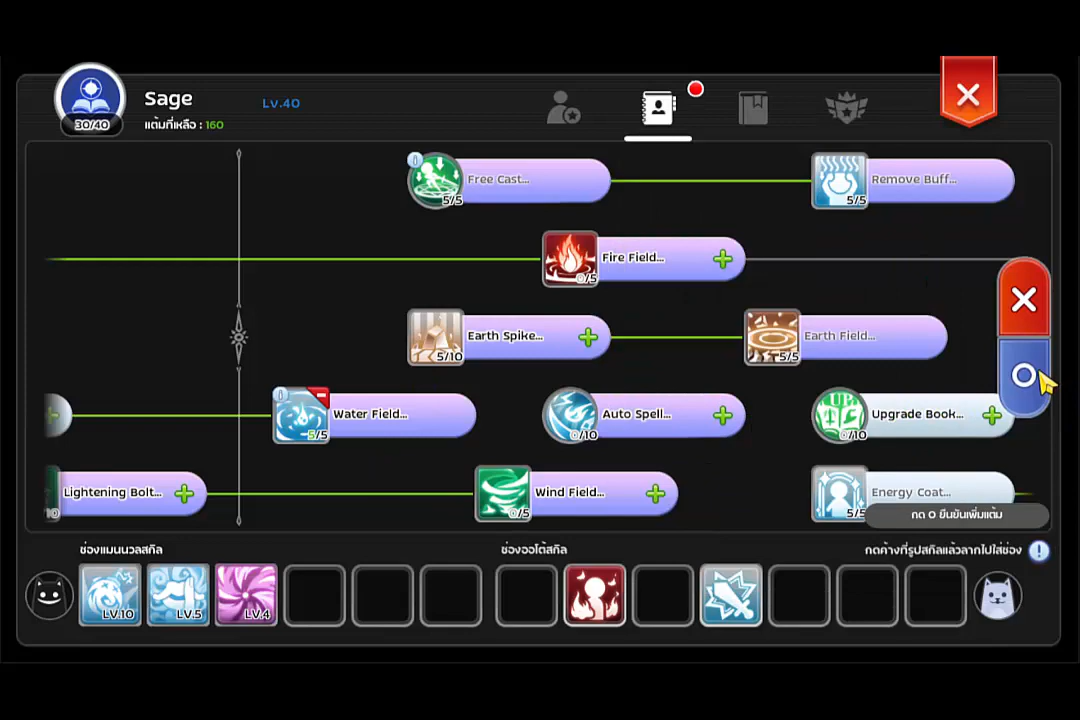 Sage
Lv.40
30/40
แต้มที่เหลือ : 160
Free Cast...
5/5
Remove Buff...
5/5
Fire Field...
0/5
Earth Spike...
5/10
Earth Field...
5/5
Water Field...
5/5
Auto Spell...
0/10
Upgrade Book...
0/10
Lightening Bolt...
10
Wind Field...
0/5
Energy Coat...
5/5
กด O ยืนยันเพิ่มแต้ม
ช่องแมนนวลสกิล
ช่องออโต้สกิล
กดค้างที่รูปสกิลแล้วลากไปใส่ช่อง
LV.10
LV.5
LV.4